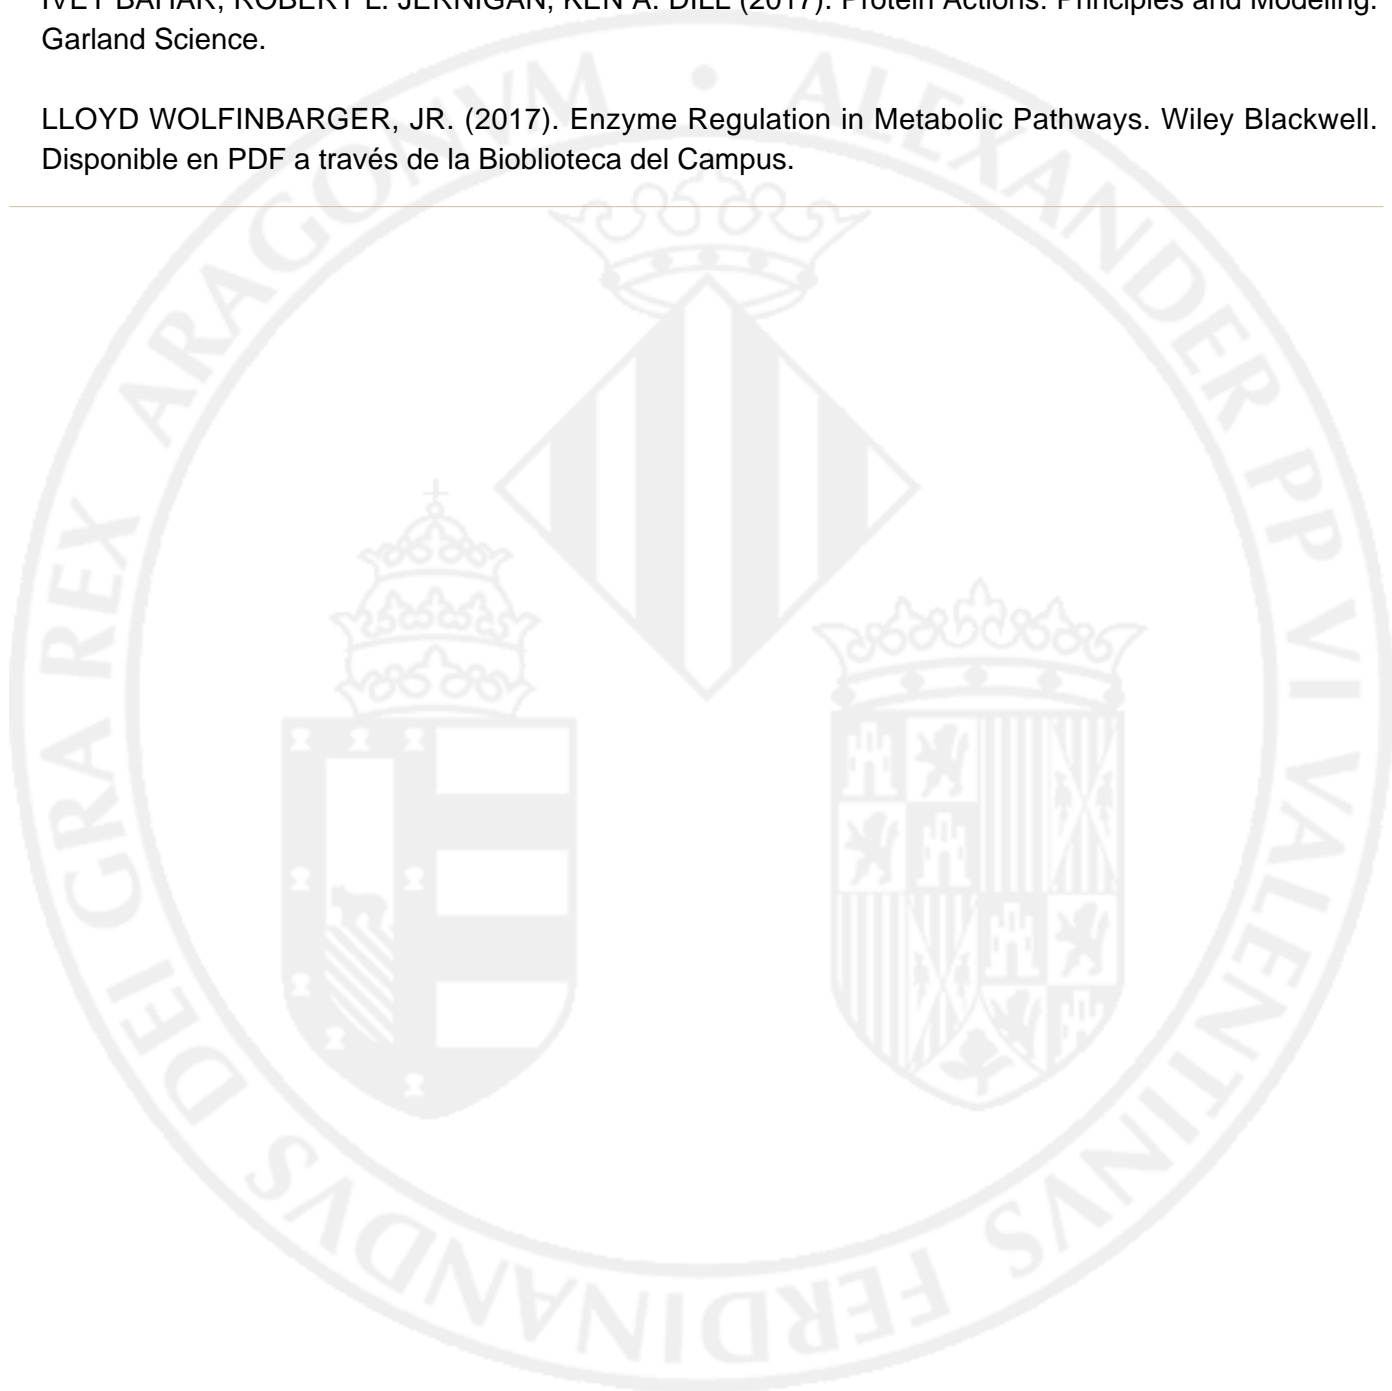 IVET BAHAR, ROBERT L. JERNIGAN, KEN A. DILL (2017). Protein Actions. Principles and Modeling.
Garland Science.
LLOYD WOLFINBARGER, JR. (2017). Enzyme Regulation in Metabolic Pathways. Wiley Blackwell.
Disponible en PDF a través de la Bioblioteca del Campus.
FERDINANDVS DEI GRA REX ARAGONVM • ALEXANDER PP VI VALENTINVS